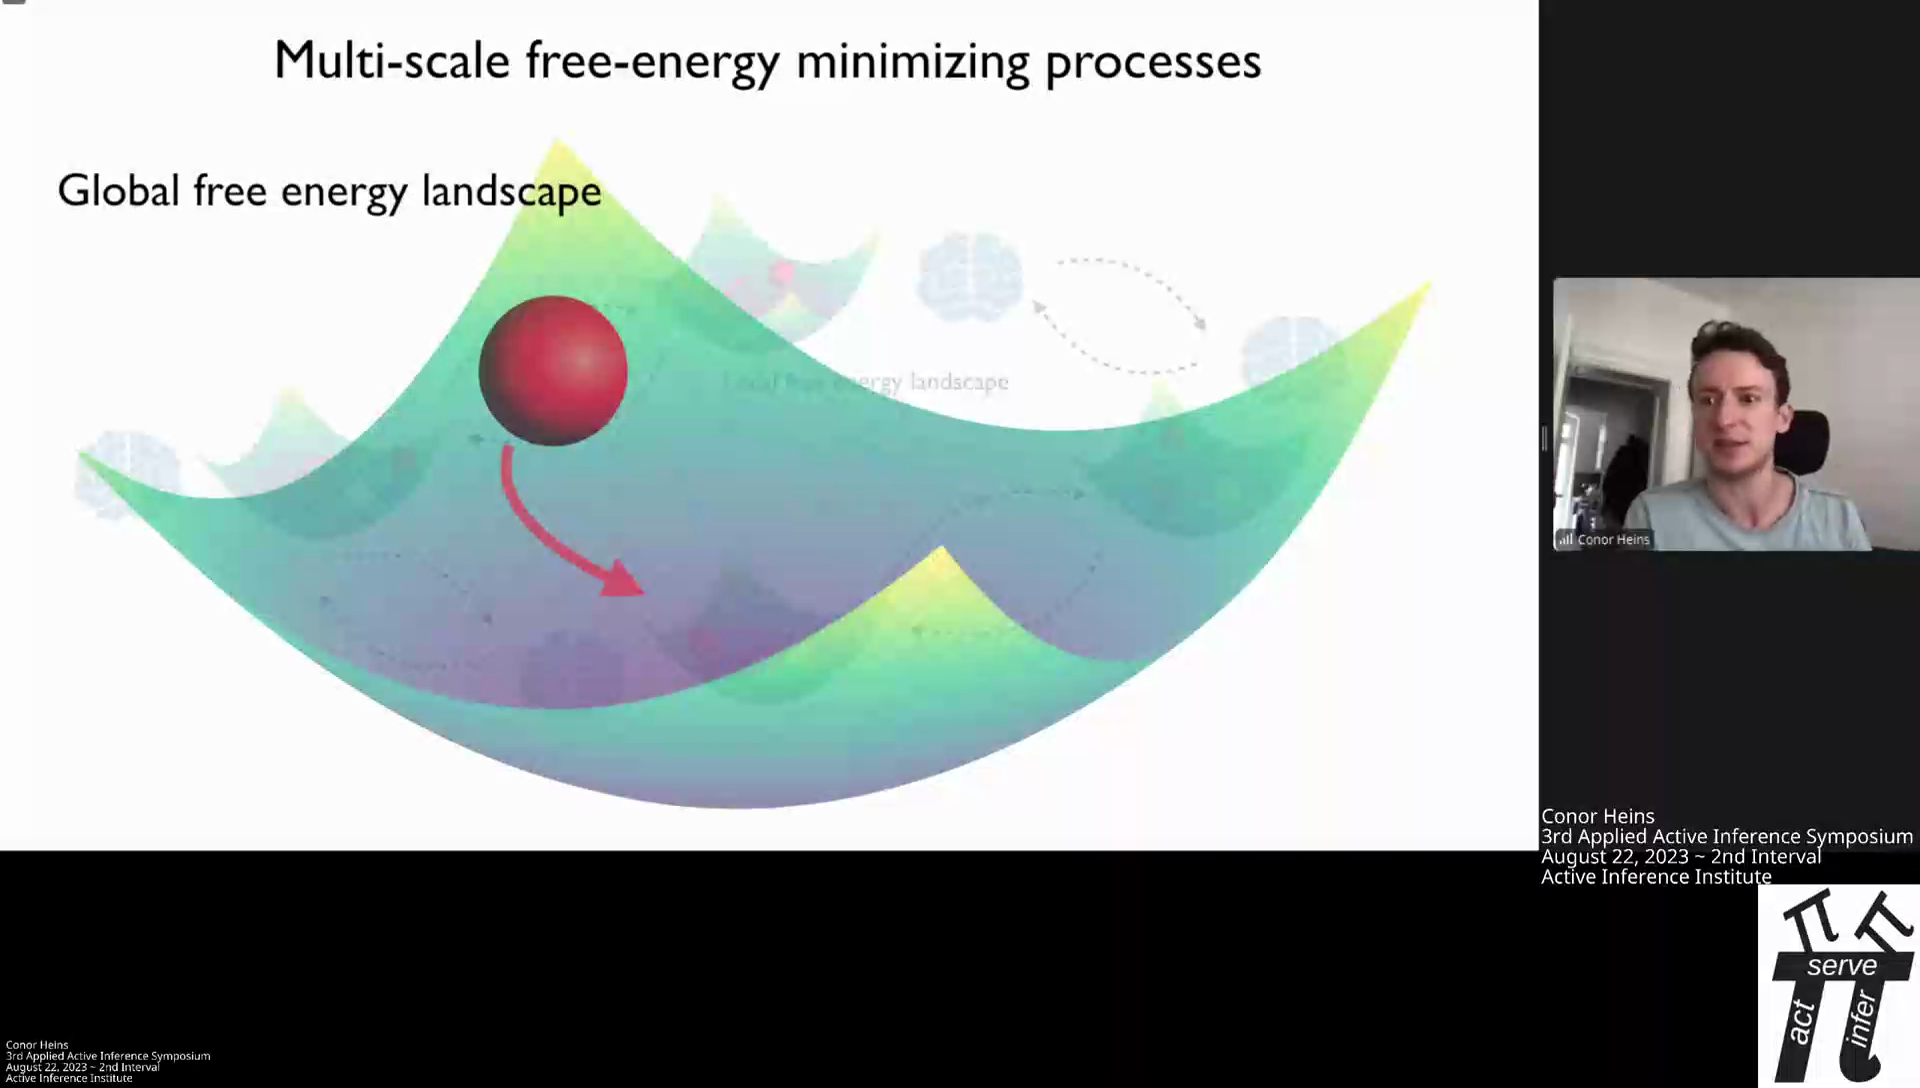 Multi-scale free-energy minimizing processes
Global free energy landscape
Local free energy landscape
Conor Heins
Conor Heins
3rd Applied Active Inference Symposium
August 22, 2023 ~ 2nd Interval
Active Inference Institute
serve
act
infer
Conor Heins
3rd Applied Active Inference Symposium
August 22, 2023 ~ 2nd Interval
Active Inference Institute